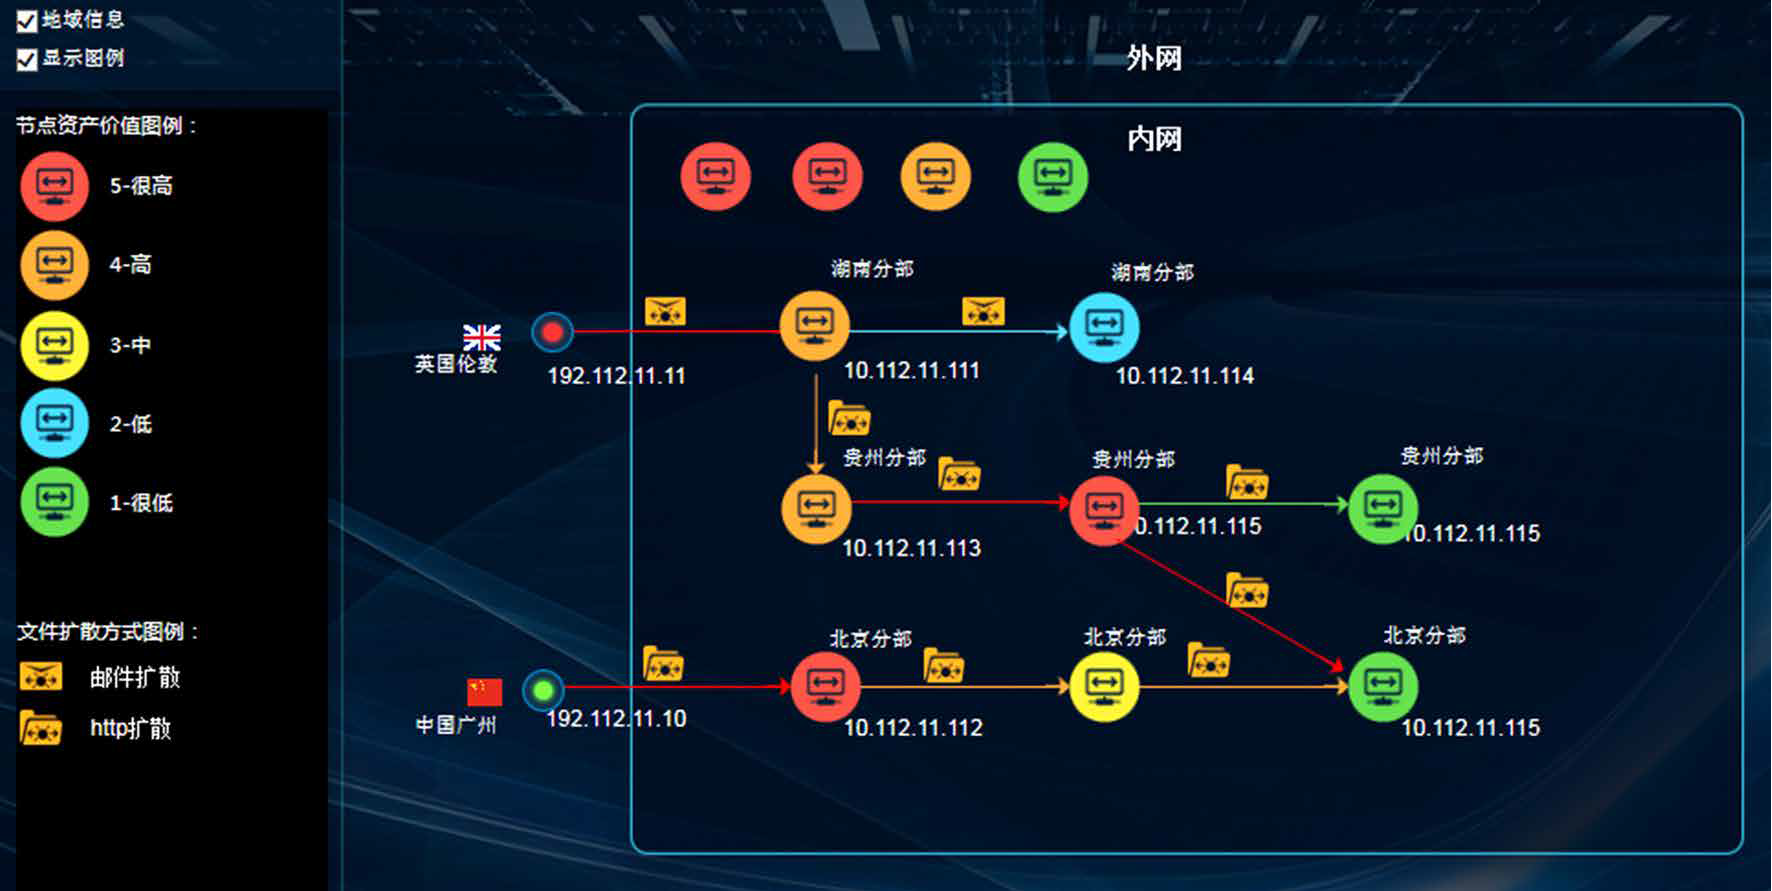 地域信息
显示图例
节点资产价值图例：
5-很高
4-高
3-中
2-低
1-很低
文件扩散方式图例：
邮件扩散
http扩散
外网
内网
湖南分部
湖南分部
英国伦敦
192.112.11.11
10.112.11.111
10.112.11.114
贵州分部
贵州分部
贵州分部
10.112.11.113
0.112.11.115
10.112.11.115
北京分部
北京分部
北京分部
中国广州
192.112.11.10
10.112.11.112
10.112.11.115